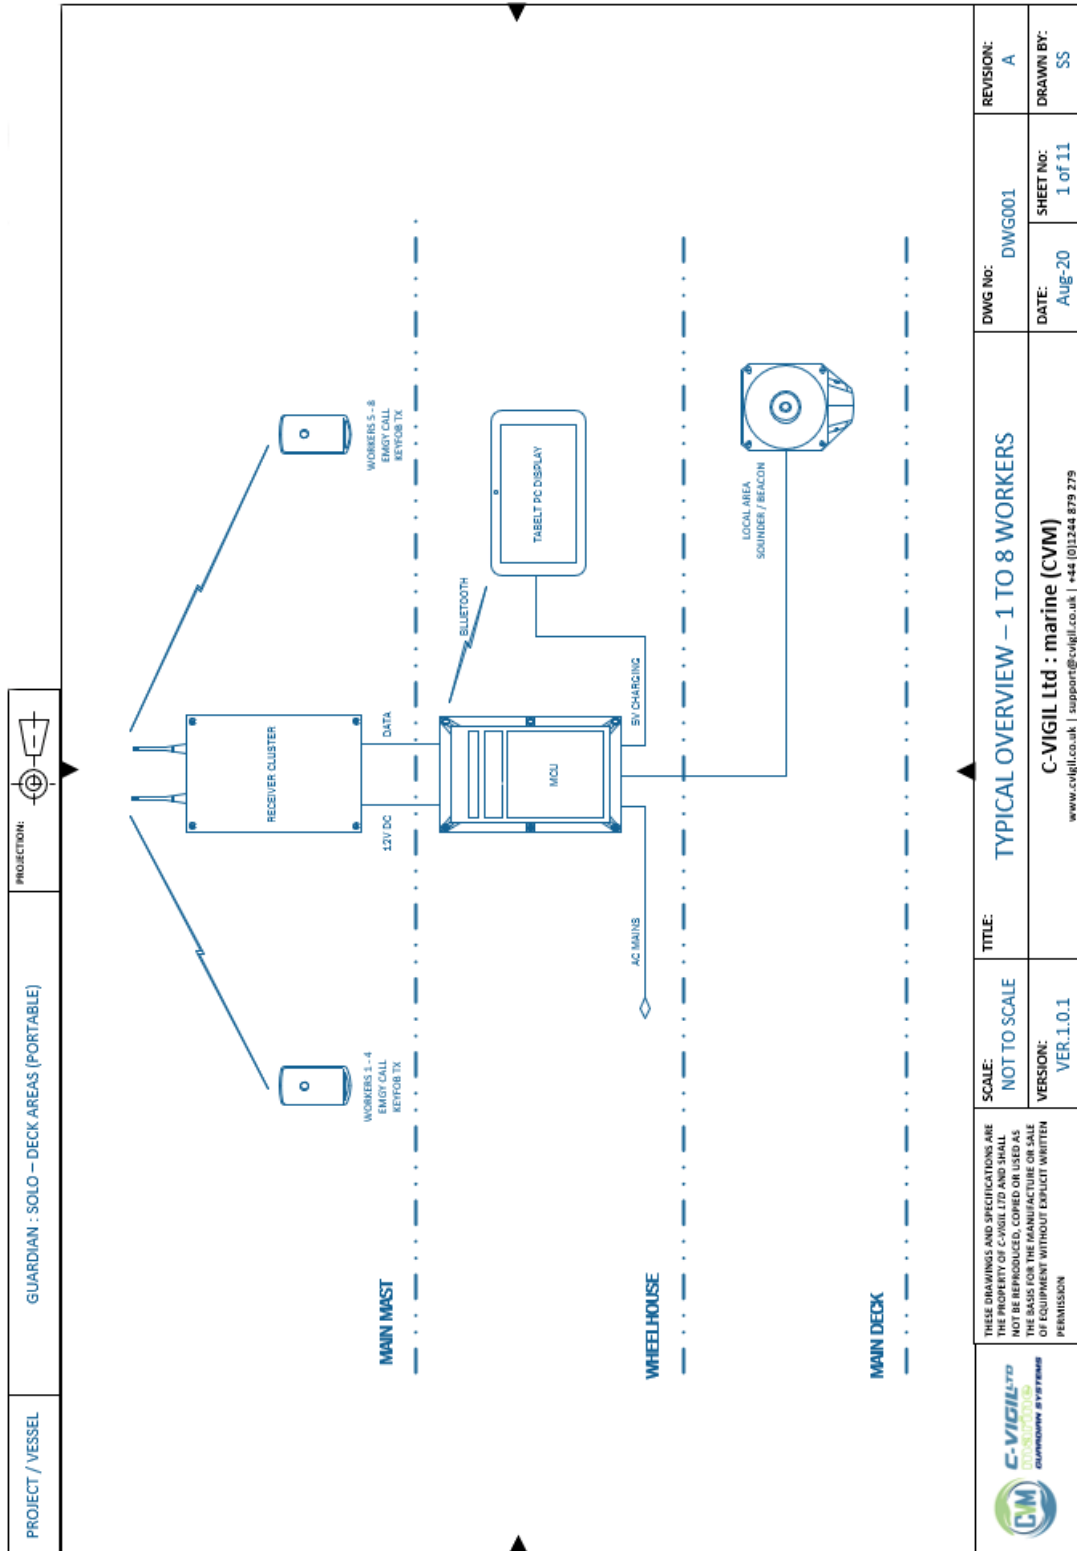 PROJECT / VESSEL
GUARDIAN : SOLO – DECK AREAS (PORTABLE)
PROJECTION:
WORKERS 1 - 4
EMGY CALL
KEYFOB TX
RECEIVER CLUSTER
WORKERS 5 - 8
EMGY CALL
KEYFOB TX
12V DC
DATA
MAIN MAST
MCU
BLUETOOTH
TABELT PC DISPLAY
AC MAINS
5V CHARGING
WHEELHOUSE
LOCAL AREA
SOUNDER / BEACON
MAIN DECK
C-VIGIL LTD
marine
GUARDIAN SYSTEMS
CVM
THESE DRAWINGS AND SPECIFICATIONS ARE
THE PROPERTY OF C-VIGIL LTD AND SHALL
NOT BE REPRODUCED, COPIED OR USED AS
THE BASIS FOR THE MANUFACTURE OR SALE
OF EQUIPMENT WITHOUT EXPLICIT WRITTEN
PERMISSION
SCALE:
NOT TO SCALE
VERSION:
VER.1.0.1
TITLE:
TYPICAL OVERVIEW – 1 TO 8 WORKERS
C-VIGIL Ltd : marine (CVM)
www.cvigil.co.uk | support@cvigil.co.uk | +44 (0)1244 879 279
DWG No:
DWG001
REVISION:
A
DATE:
Aug-20
SHEET No:
1 of 11
DRAWN BY:
SS